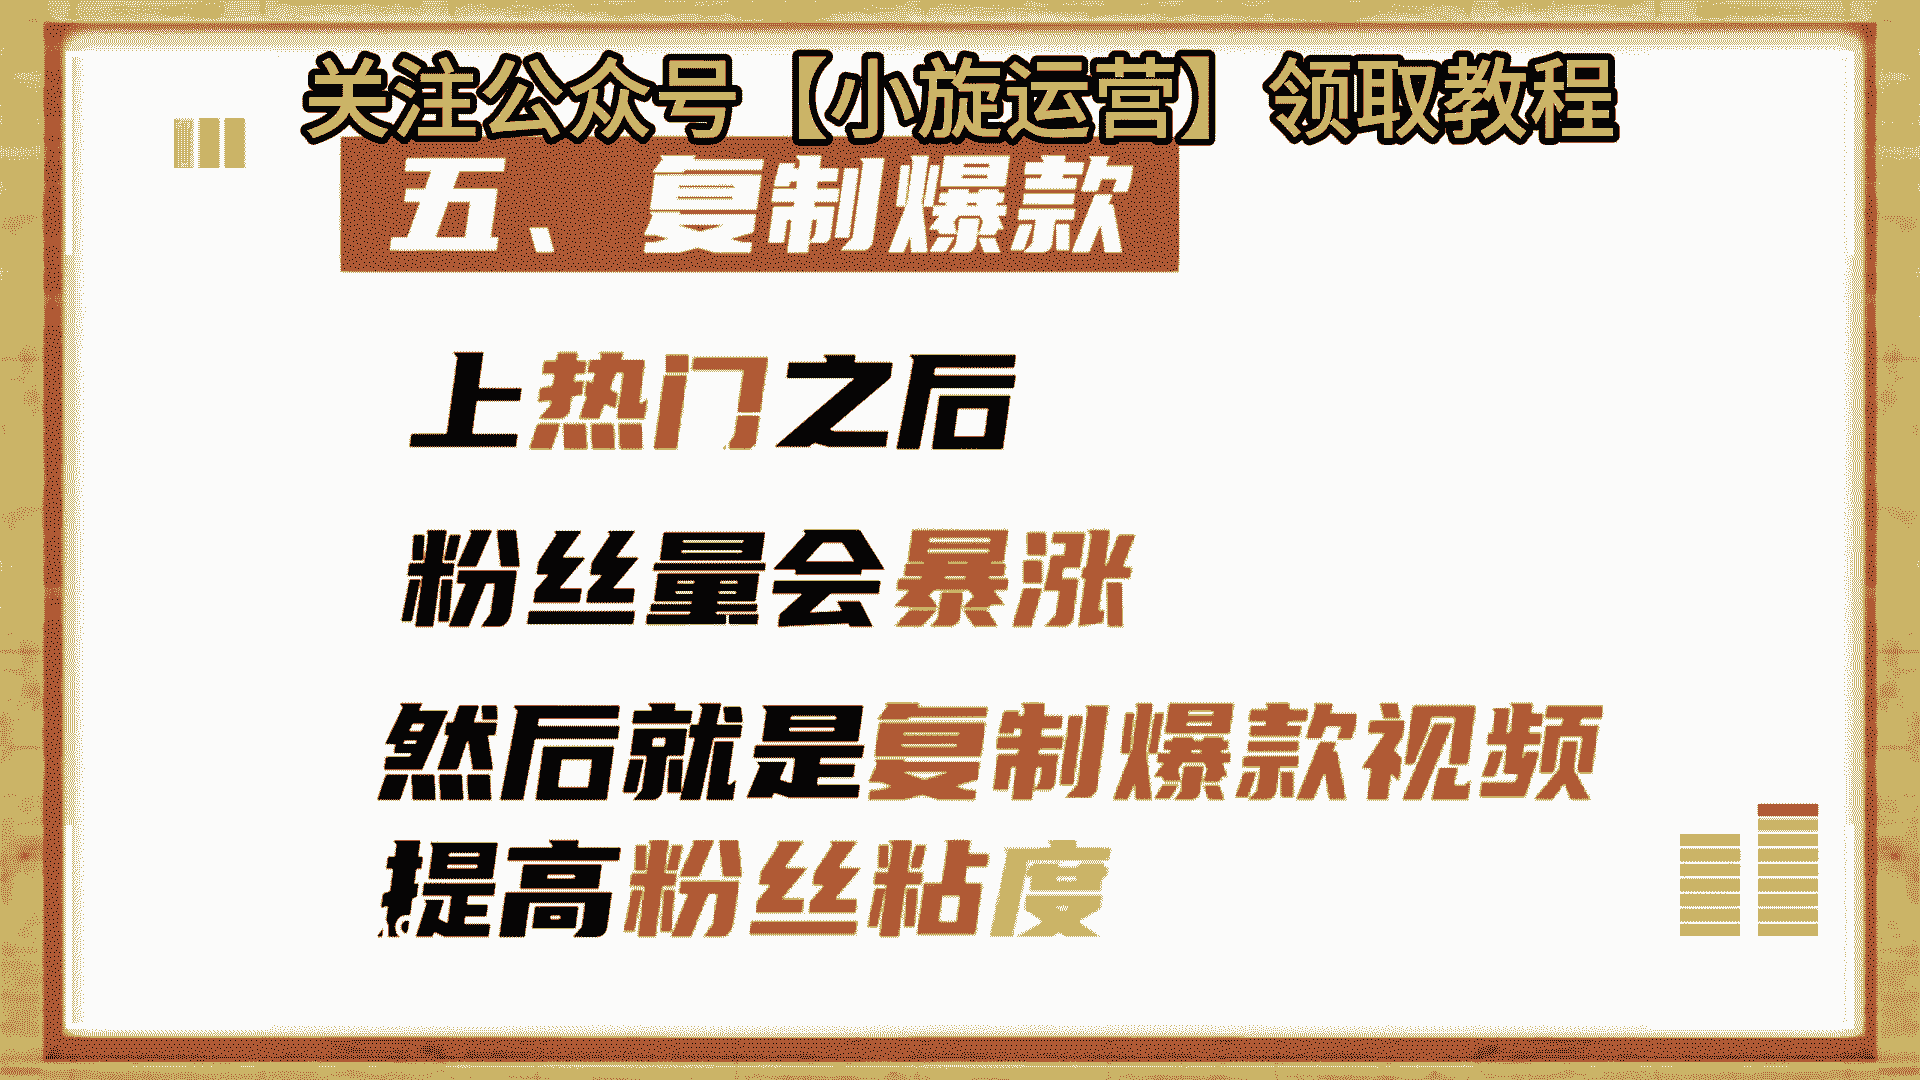 关注公众号【小旋运营】领取教程
五、复制爆款
上热门之后
粉丝量会暴涨
然后就是复制爆款视频
提高粉丝粘度